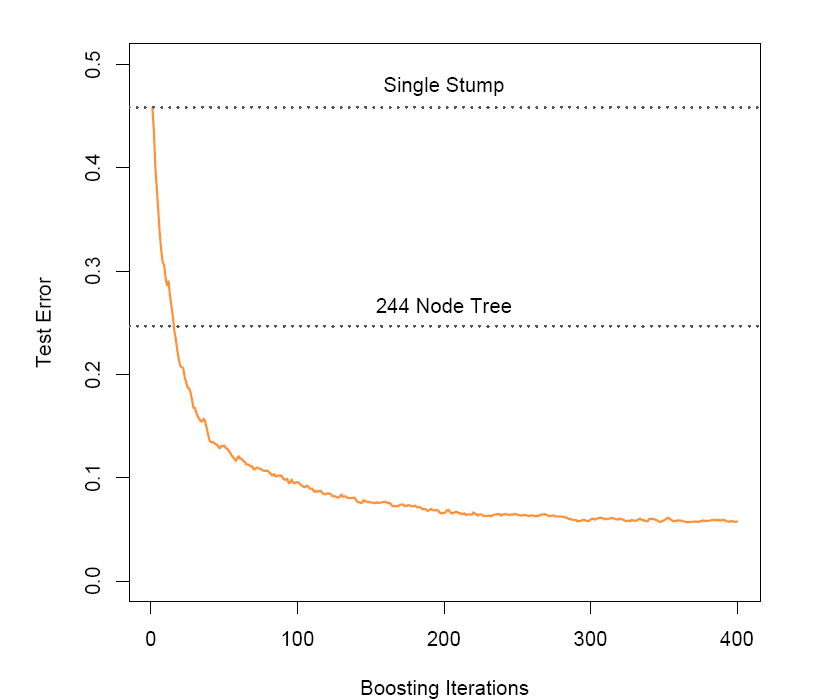 0.5
Single Stump
0.4
0.3
244 Node Tree
Test Error
0.2
0.1
0.0
0 100 200 300 400
Boosting Iterations